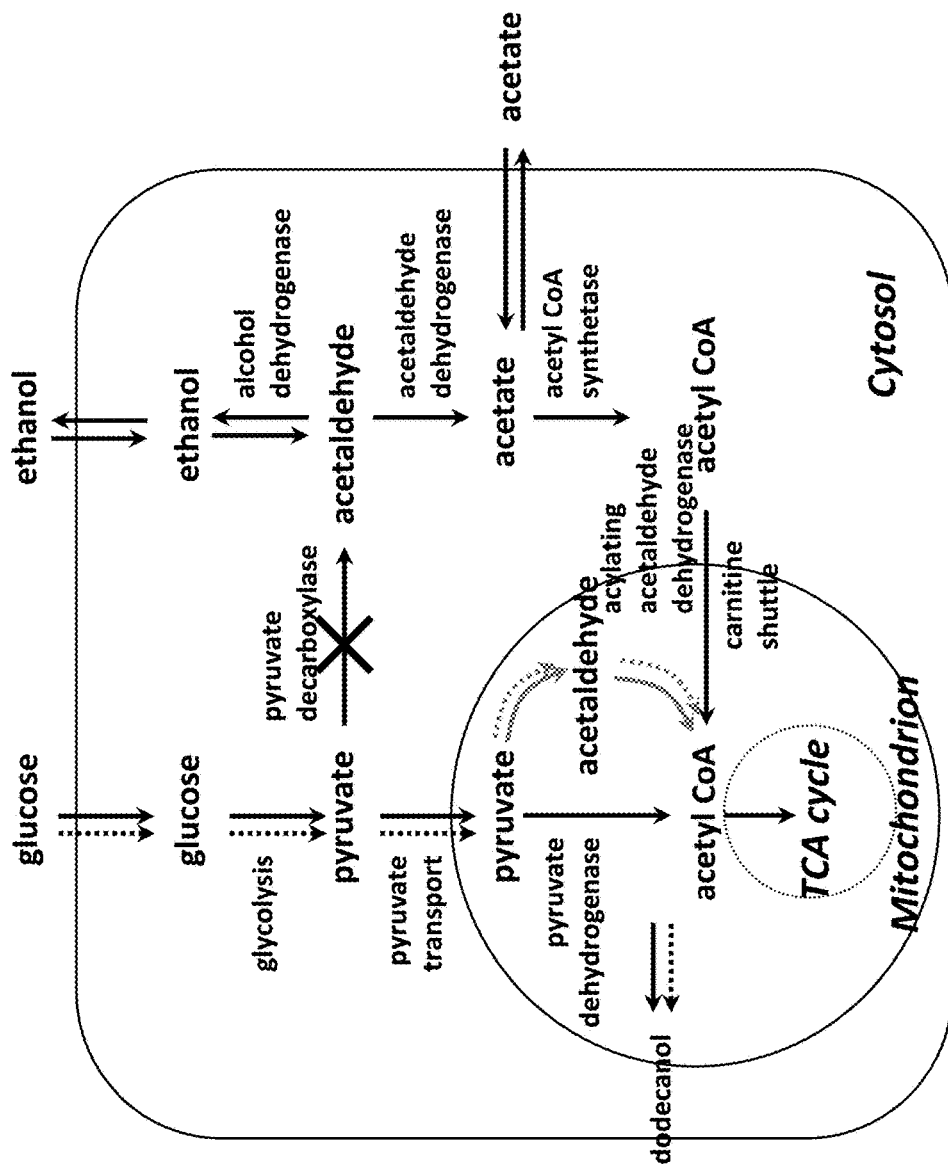 glucose
ethanol
glucose
ethanol
alcohol
dehydrogenase
glycolysis
pyruvate
decarboxylase
pyruvate
acetaldehyde
pyruvate
transport
acetaldehyde
dehydrogenase
acetate
acetate
pyruvate
acetyl CoA
synthetase
pyruvate
dehydrogenase
acetaldehyde
acylating
acetaldehyde
dehydrogenase
dodecanol
acetyl CoA
acetyl CoA
carnitine
shuttle
TCA cycle
Mitochondrion
Cytosol